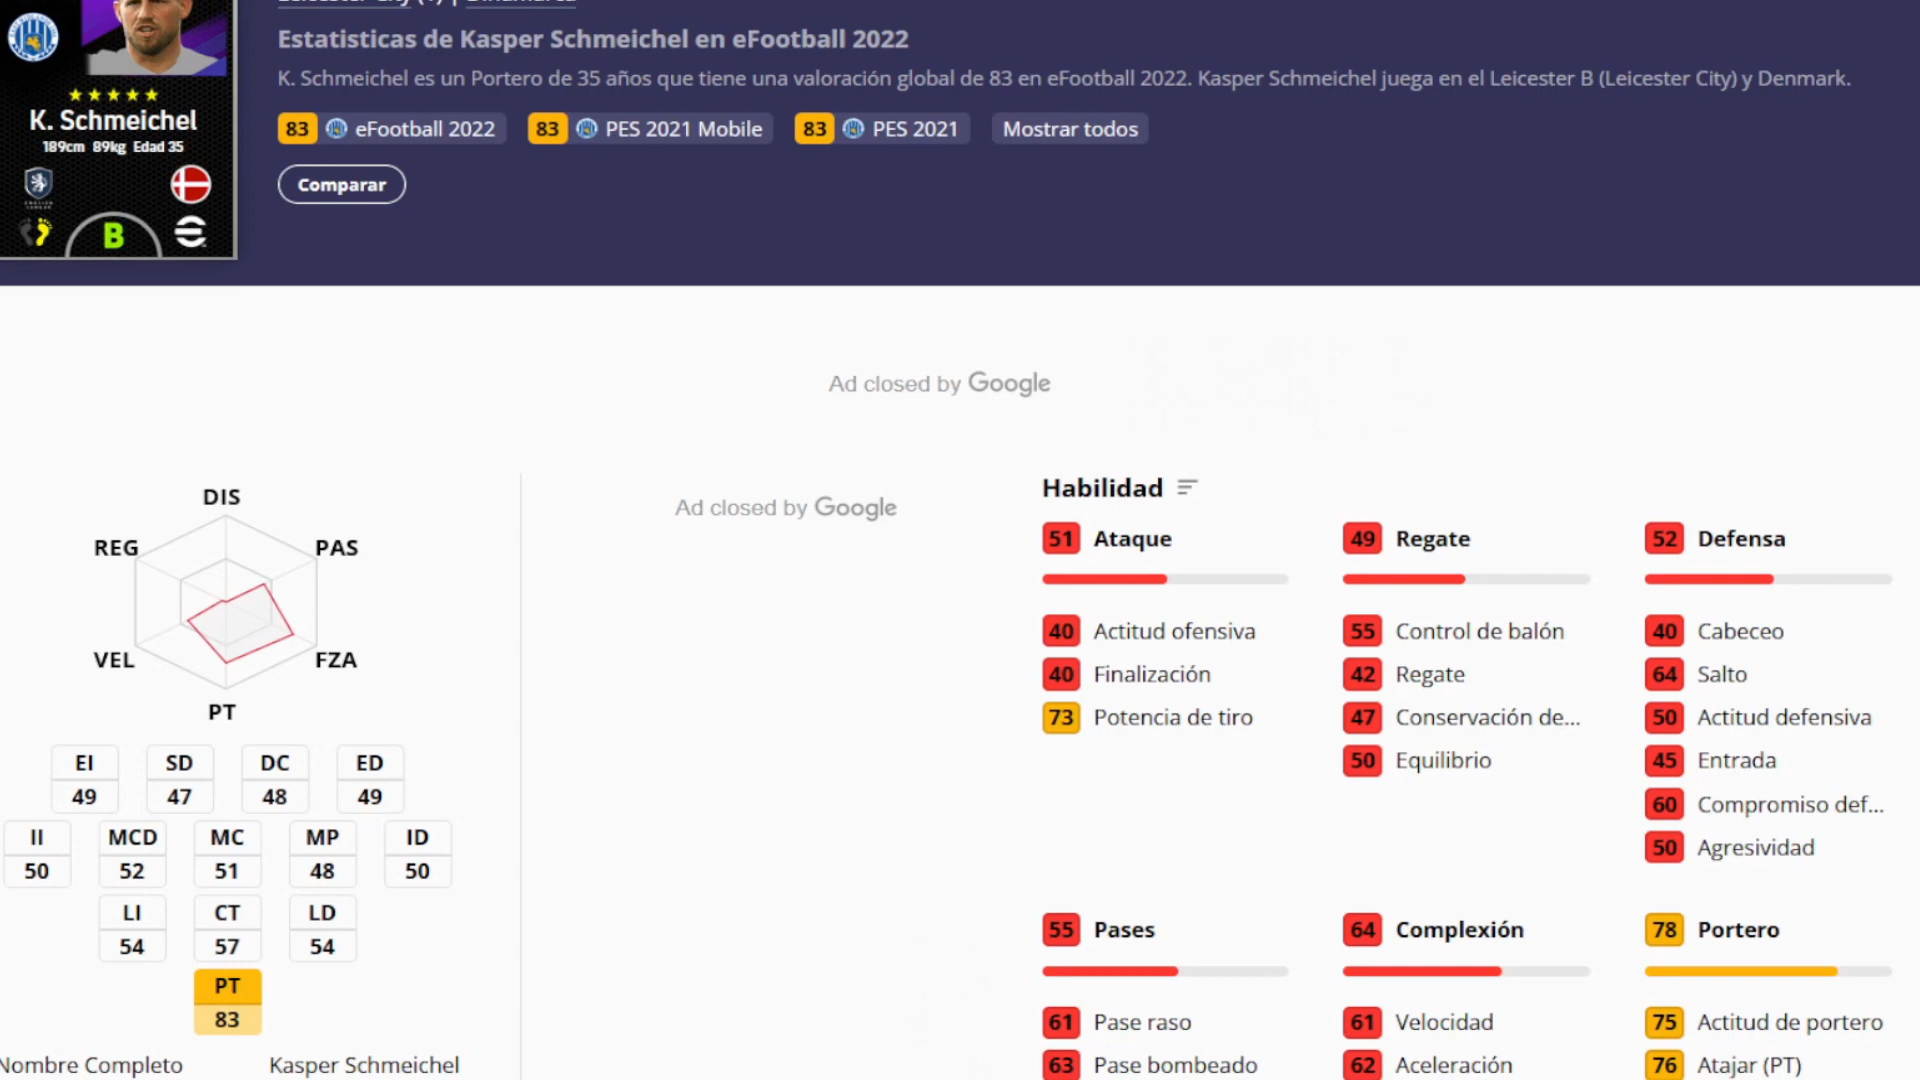 Leicester City (1) | Dinamarca
Estatisticas de Kasper Schmeichel en eFootball 2022
K. Schmeichel es un Portero de 35 años que tiene una valoración global de 83 en eFootball 2022. Kasper Schmeichel juega en el Leicester B (Leicester City) y Denmark.
83 eFootball 2022 83 PES 2021 Mobile 83 PES 2021 Mostrar todos
Comparar
K. Schmeichel
189cm 89kg Edad 35
B
Ad closed by Google
Ad closed by Google
DIS
REG PAS
VEL FZA
PT
EI SD DC ED
49 47 48 49
II MCD MC MP ID
50 52 51 48 50
LI CT LD
54 57 54
PT
83
Nombre Completo Kasper Schmeichel
Habilidad
51 Ataque
40 Actitud ofensiva
40 Finalización
73 Potencia de tiro
49 Regate
55 Control de balón
42 Regate
47 Conservación de...
50 Equilibrio
52 Defensa
40 Cabeceo
64 Salto
50 Actitud defensiva
45 Entrada
60 Compromiso def...
50 Agresividad
55 Pases
61 Pase raso
63 Pase bombeado
64 Complexión
61 Velocidad
62 Aceleración
78 Portero
75 Actitud de portero
76 Atajar (PT)